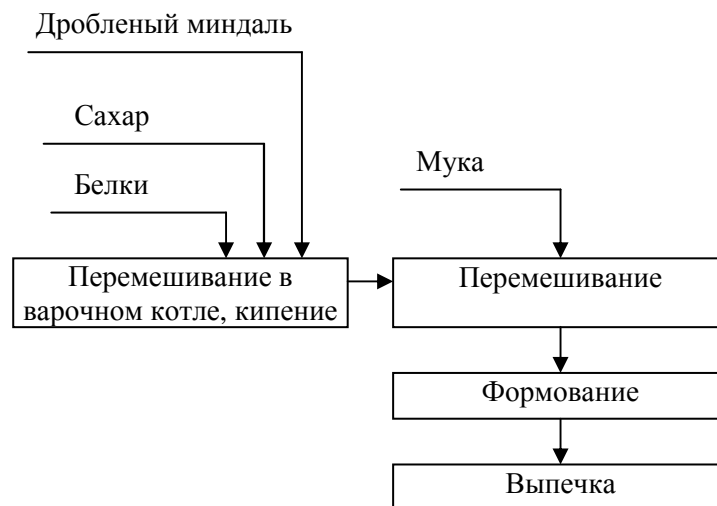 Дробленый миндаль
Сахар
Белки
Мука
Перемешивание в
варочном котле, кипение
Перемешивание
Формование
Выпечка